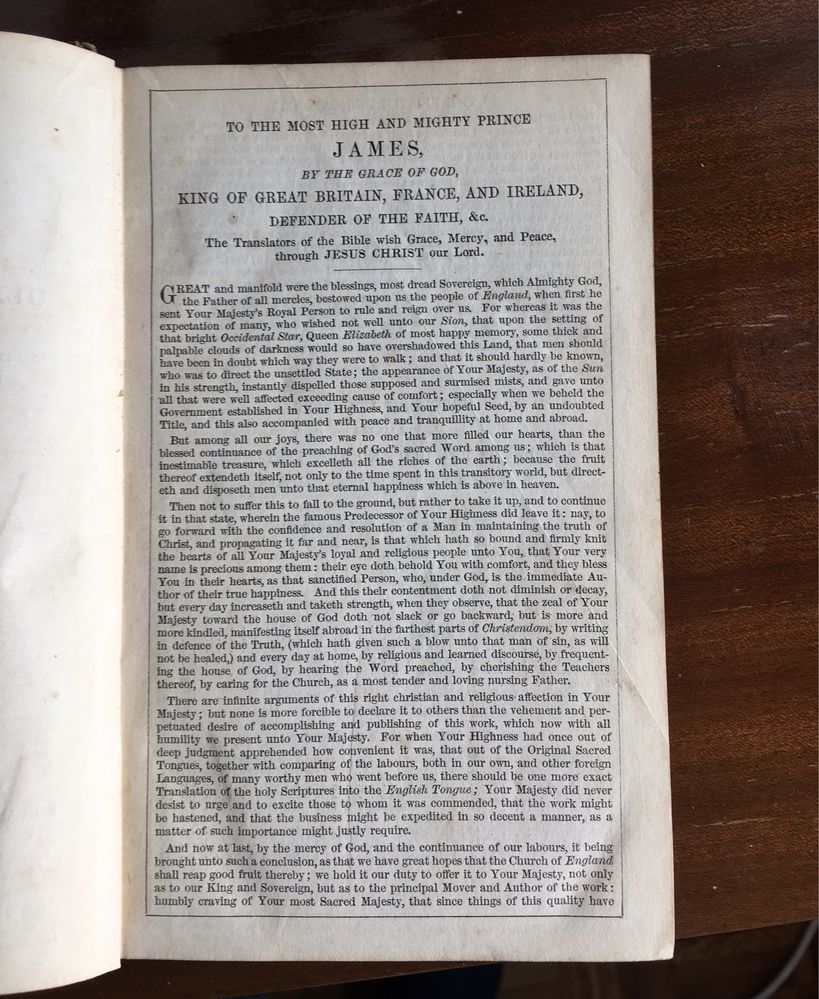 TO THE MOST HIGH AND MIGHTY PRINCE
JAMES,
BY THE GRACE OF GOD,
KING OF GREAT BRITAIN, FRANCE, AND IRELAND,
DEFENDER OF THE FAITH, &c.
The Translators of the Bible wish Grace, Mercy, and Peace,
through JESUS CHRIST our Lord.
GREAT and manifold were the blessings, most dread Sovereign, which Almighty God,
the Father of all mercies, bestowed upon us the people of England, when first he
sent Your Majesty's Royal Person to rule and reign over us. For whereas it was the
expectation of many, who wished not well unto our Sion, that upon the setting of
that bright Occidental Star, Queen Elizabeth of most happy memory, some thick and
palpable clouds of darkness would so have overshadowed this Land, that men should
have been in doubt which way they were to walk; and that it should hardly be known,
who was to direct the unsettled State; the appearance of Your Majesty, as of the Sun
in his strength, instantly dispelled those supposed and surmised mists, and gave unto
all that were well affected exceeding cause of comfort; especially when we beheld the
Government established in Your Highness, and Your hopeful Seed, by an undoubted
Title, and this also accompanied with peace and tranquillity at home and abroad.
But among all our joys, there was no one that more filled our hearts, than the
blessed continuance of the preaching of God's sacred Word among us; which is that
inestimable treasure, which excelleth all the riches of the earth; because the fruit
thereof extendeth itself, not only to the time spent in this transitory world, but direct-
eth and disposeth men unto that eternal happiness which is above in heaven.
Then not to suffer this to fall to the ground, but rather to take it up, and to continue
it in that state, wherein the famous Predecessor of Your Highness did leave it: nay, to
go forward with the confidence and resolution of a Man in maintaining the truth of
Christ, and propagating it far and near, is that which hath so bound and firmly knit
the hearts of all Your Majesty's loyal and religious people unto You, that Your very
name is precious among them: their eye doth behold You with comfort, and they bless
You in their hearts, as that sanctified Person, who, under God, is the immediate Au-
thor of their true happiness. And this their contentment doth not diminish or decay,
but every day increaseth and taketh strength, when they observe, that the zeal of Your
Majesty toward the house of God doth not slack or go backward, but is more and
more kindled, manifesting itself abroad in the farthest parts of Christendom, by writing
in defence of the Truth, (which hath given such a blow unto that man of sin, as will
not be healed,) and every day at home, by religious and learned discourse, by frequent-
ing the house of God, by hearing the Word preached, by cherishing the Teachers
thereof, by caring for the Church, as a most tender and loving nursing Father.
There are infinite arguments of this right christian and religious affection in Your
Majesty; but none is more forcible to declare it to others than the vehement and per-
petuated desire of accomplishing and publishing of this work, which now with all
humility we present unto Your Majesty. For when Your Highness had once out of
deep judgment apprehended how convenient it was, that out of the Original Sacred
Tongues, together with comparing of the labours, both in our own, and other foreign
Languages, of many worthy men who went before us, there should be one more exact
Translation of the holy Scriptures into the English Tongue; Your Majesty did never
desist to urge and to excite those to whom it was commended, that the work might
be hastened, and that the business might be expedited in so decent a manner, as a
matter of such importance might justly require.
And now at last, by the mercy of God, and the continuance of our labours, it being
brought unto such a conclusion, as that we have great hopes that the Church of England
shall reap good fruit thereby; we hold it our duty to offer it to Your Majesty, not only
as to our King and Sovereign, but as to the principal Mover and Author of the work:
humbly craving of Your most Sacred Majesty, that since things of this quality have